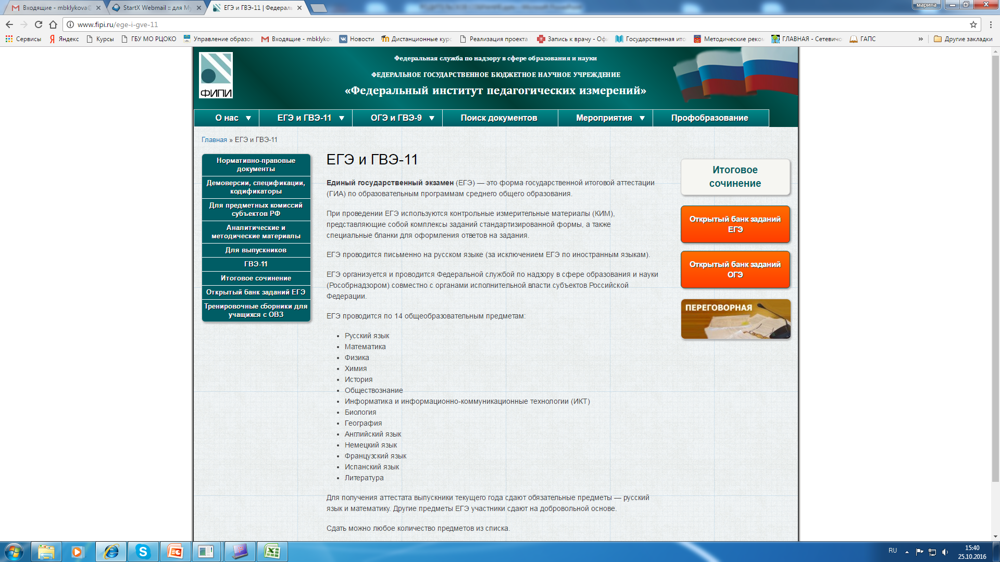 Входящие - mbklykova@
StartX Webmail :: для My
ЕГЭ и ГВЭ-11 | Федераль
марина
www.fipi.ru/ege-i-gve-11
Сервисы
Яндекс
Курсы
ГБУ МО РЦОКО
Управление образов
Входящие - mbklyko
Новости
Дистанционные кур
Реализация проекта
Запись к врачу - Оф
Государственная ито
Методические реко
ГЛАВНАЯ - Сетевичо
ГАПС
»
Другие закладки
ФИПИ
Федеральная служба по надзору в сфере образования и науки
ФЕДЕРАЛЬНОЕ ГОСУДАРСТВЕННОЕ БЮДЖЕТНОЕ НАУЧНОЕ УЧРЕЖДЕНИЕ
«Федеральный институт педагогических измерений»
О нас
ЕГЭ и ГВЭ-11
ОГЭ и ГВЭ-9
Поиск документов
Мероприятия
Профобразование
Главная » ЕГЭ и ГВЭ-11
Нормативно-правовые
документы
Демоверсии, спецификации,
кодификаторы
Для предметных комиссий
субъектов РФ
Аналитические и
методические материалы
Для выпускников
ГВЭ-11
Итоговое сочинение
Открытый банк заданий ЕГЭ
Тренировочные сборники для
учащихся с ОВЗ
ЕГЭ и ГВЭ-11
Единый государственный экзамен (ЕГЭ) — это форма государственной итоговой аттестации
(ГИА) по образовательным программам среднего общего образования.
При проведении ЕГЭ используются контрольные измерительные материалы (КИМ),
представляющие собой комплексы заданий стандартизированной формы, а также
специальные бланки для оформления ответов на задания.
ЕГЭ проводится письменно на русском языке (за исключением ЕГЭ по иностранным языкам).
ЕГЭ организуется и проводится Федеральной службой по надзору в сфере образования и науки
(Рособрнадзором) совместно с органами исполнительной власти субъектов Российской
Федерации.
ЕГЭ проводится по 14 общеобразовательным предметам:
Русский язык
Математика
Физика
Химия
История
Обществознание
Информатика и информационно-коммуникационные технологии (ИКТ)
Биология
География
Английский язык
Немецкий язык
Французский язык
Испанский язык
Литература
Для получения аттестата выпускники текущего года сдают обязательные предметы — русский
язык и математику. Другие предметы ЕГЭ участники сдают на добровольной основе.
Сдать можно любое количество предметов из списка.
Итоговое
сочинение
Открытый банк заданий
ЕГЭ
Открытый банк заданий
ОГЭ
ПЕРЕГОВОРНАЯ
RU
15:40
25.10.2016